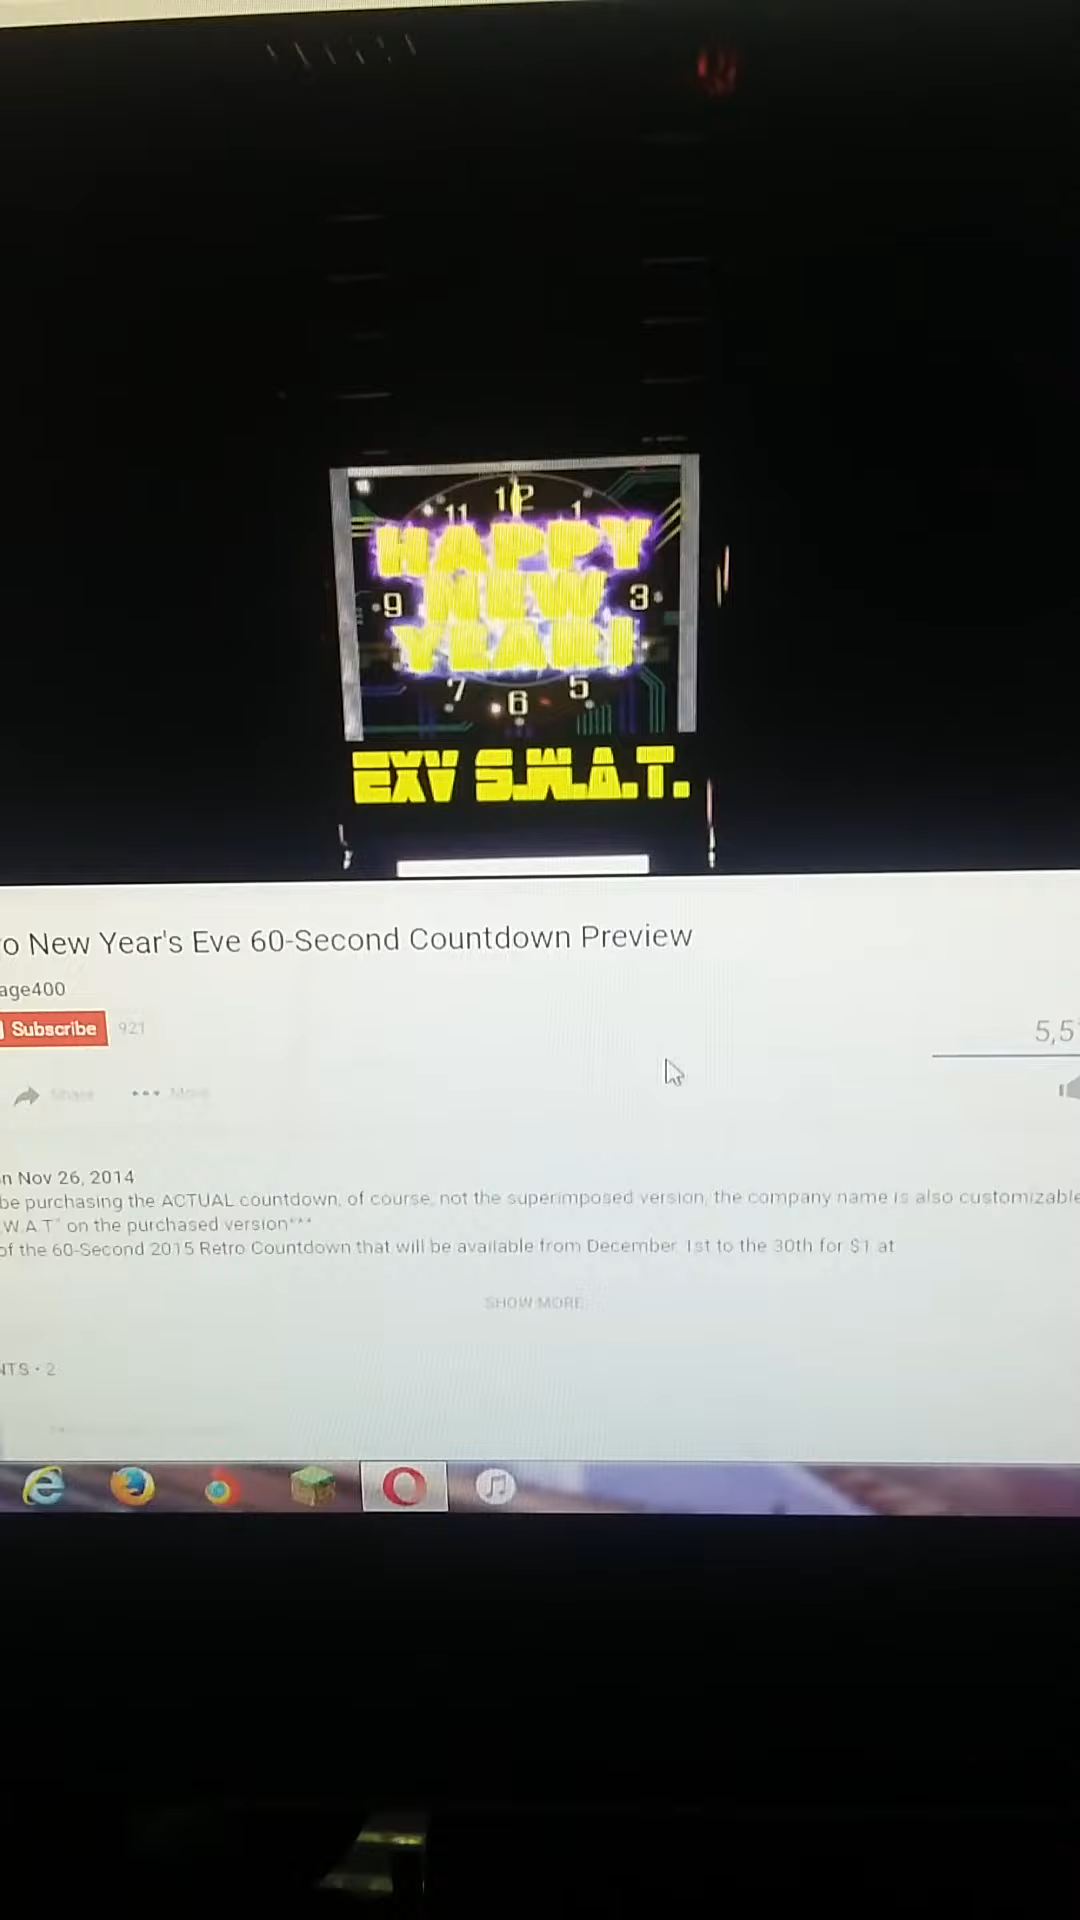 12
11 1
HAPPY
9 NEW 3
YEAR!
7 6 5
EXV S.W.A.T.
o New Year's Eve 60-Second Countdown Preview
age400
Subscribe 921
5,5
Share More
n Nov 26, 2014
be purchasing the ACTUAL countdown, of course, not the superimposed version, the company name is also customizable
.W.A.T" on the purchased version***
of the 60-Second 2015 Retro Countdown that will be available from December 1st to the 30th for $1 at
SHOW MORE
NTS • 2